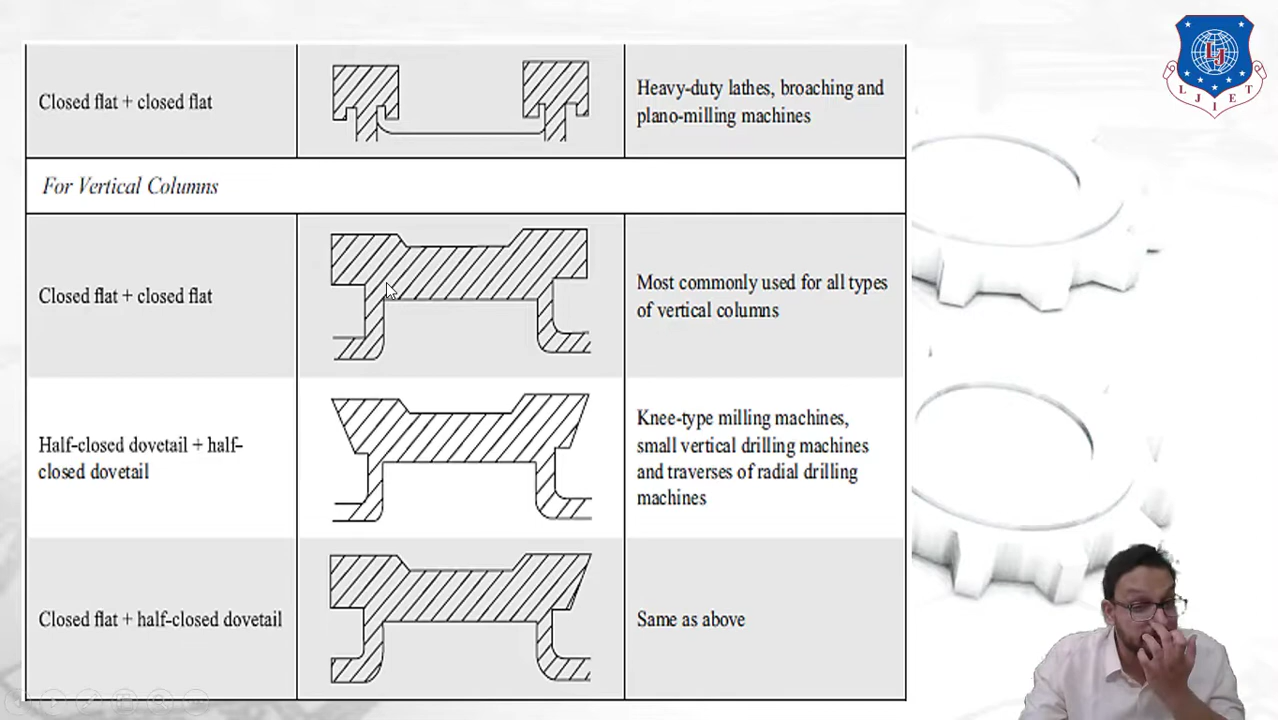 Closed flat + closed flat
Heavy-duty lathes, broaching and
plano-milling machines
For Vertical Columns
Closed flat + closed flat
Most commonly used for all types
of vertical columns
Half-closed dovetail + half-
closed dovetail
Knee-type milling machines,
small vertical drilling machines
and traverses of radial drilling
machines
Closed flat + half-closed dovetail
Same as above
LJ
LJIET